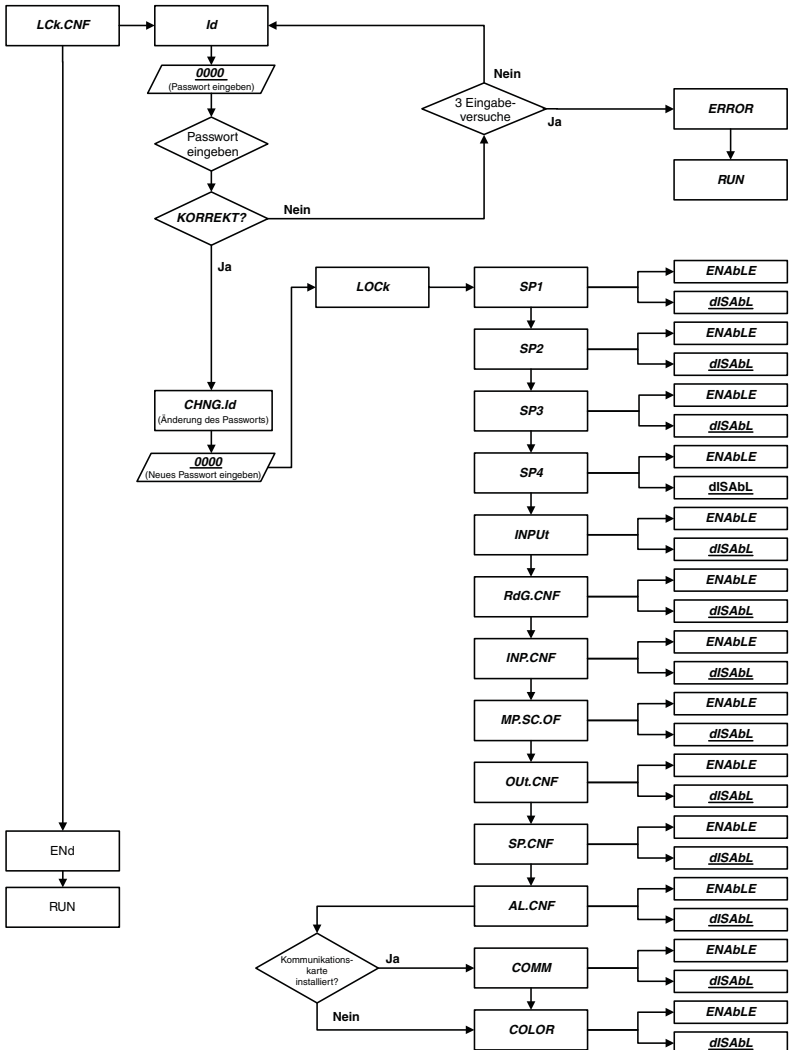 LCk.CNF
Id
0000
(Passwort eingeben)
Passwort
eingeben
KORREKT?
Nein
Ja
3 Eingabe-
versuche
Nein
Ja
ERROR
RUN
CHNG.Id
(Änderung des Passworts)
0000
(Neues Passwort eingeben)
LOCk
SP1
ENAbLE
dISAbL
SP2
ENAbLE
dISAbL
SP3
ENAbLE
dISAbL
SP4
ENAbLE
dISAbL
INPUt
ENAbLE
dISAbL
RdG.CNF
ENAbLE
dISAbL
INP.CNF
ENAbLE
dISAbL
MP.SC.OF
ENAbLE
dISAbL
OUt.CNF
ENAbLE
dISAbL
SP.CNF
ENAbLE
dISAbL
AL.CNF
ENAbLE
dISAbL
Kommunikations-
karte
installiert?
Ja
Nein
COMM
ENAbLE
dISAbL
COLOR
ENAbLE
dISAbL
ENd
RUN